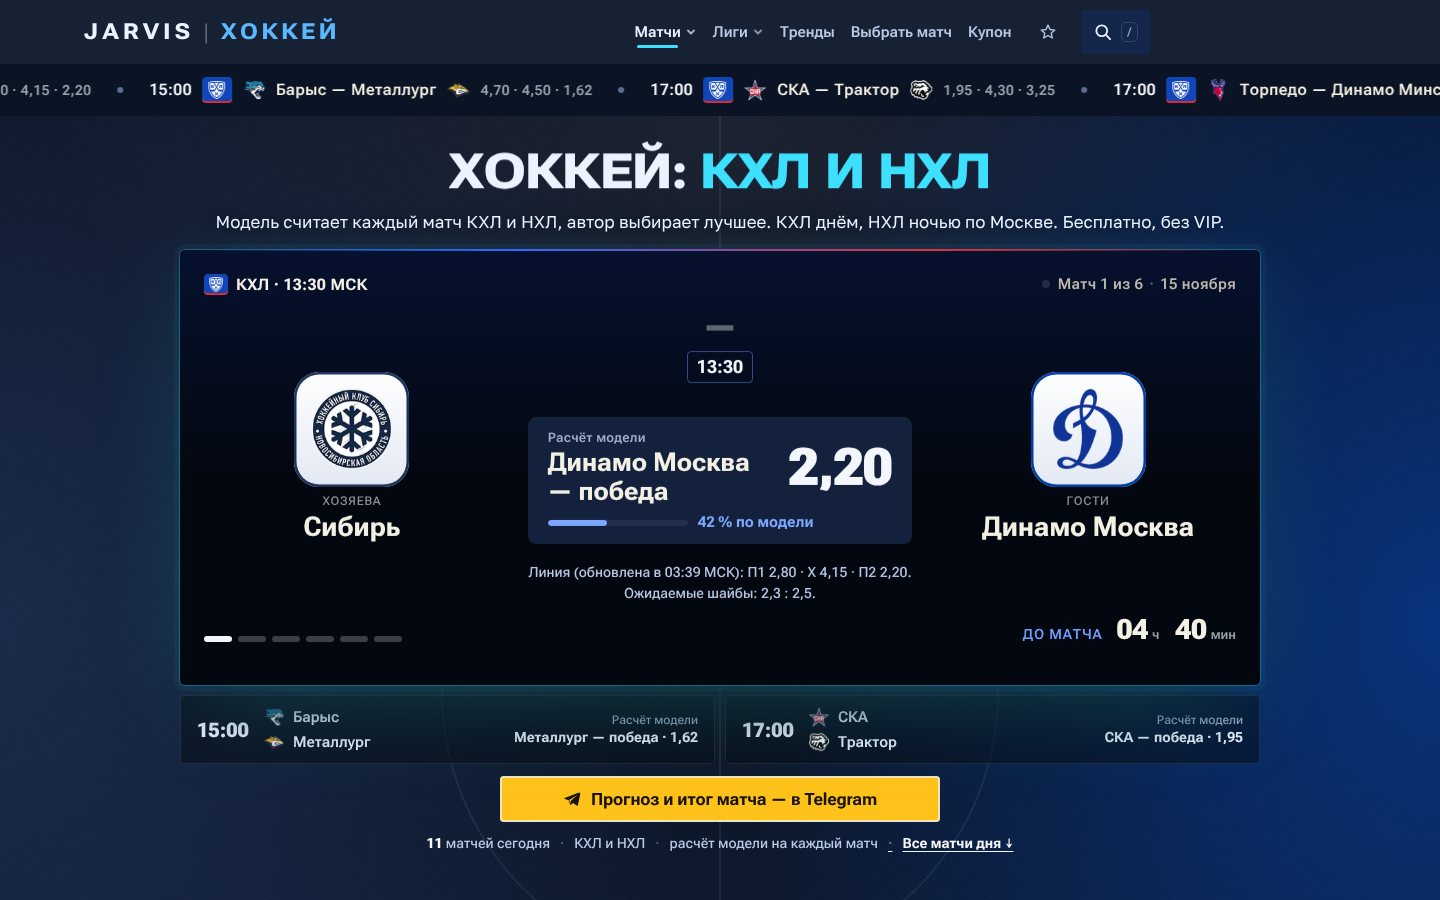 JARVIS | ХОККЕЙ
Матчи Лиги Тренды Выбрать матч Купон /
0 · 4,15 · 2,20 • 15:00 Барыс — Металлург 4,70 · 4,50 · 1,62 • 17:00 СКА — Трактор 1,95 · 4,30 · 3,25 • 17:00 Торпедо — Динамо Минс
ХОККЕЙ: КХЛ И НХЛ
Модель считает каждый матч КХЛ и НХЛ, автор выбирает лучшее. КХЛ днём, НХЛ ночью по Москве. Бесплатно, без VIP.
КХЛ · 13:30 МСК
Матч 1 из 6 · 15 ноября
—
13:30
ХОККЕЙНЫЙ КЛУБ СИБИРЬ
НОВОСИБИРСКАЯ ОБЛАСТЬ
ХОЗЯЕВА
Сибирь
Расчёт модели
Динамо Москва
— победа
2,20
42 % по модели
Линия (обновлена в 03:39 МСК): П1 2,80 · X 4,15 · П2 2,20.
Ожидаемые шайбы: 2,3 : 2,5.
Д
ГОСТИ
Динамо Москва
ДО МАТЧА 04 ч 40 мин
15:00
Барыс
Металлург
Расчёт модели
Металлург — победа · 1,62
17:00
СКА
Трактор
Расчёт модели
СКА — победа · 1,95
Прогноз и итог матча — в Telegram
11 матчей сегодня · КХЛ и НХЛ · расчёт модели на каждый матч · Все матчи дня ↓